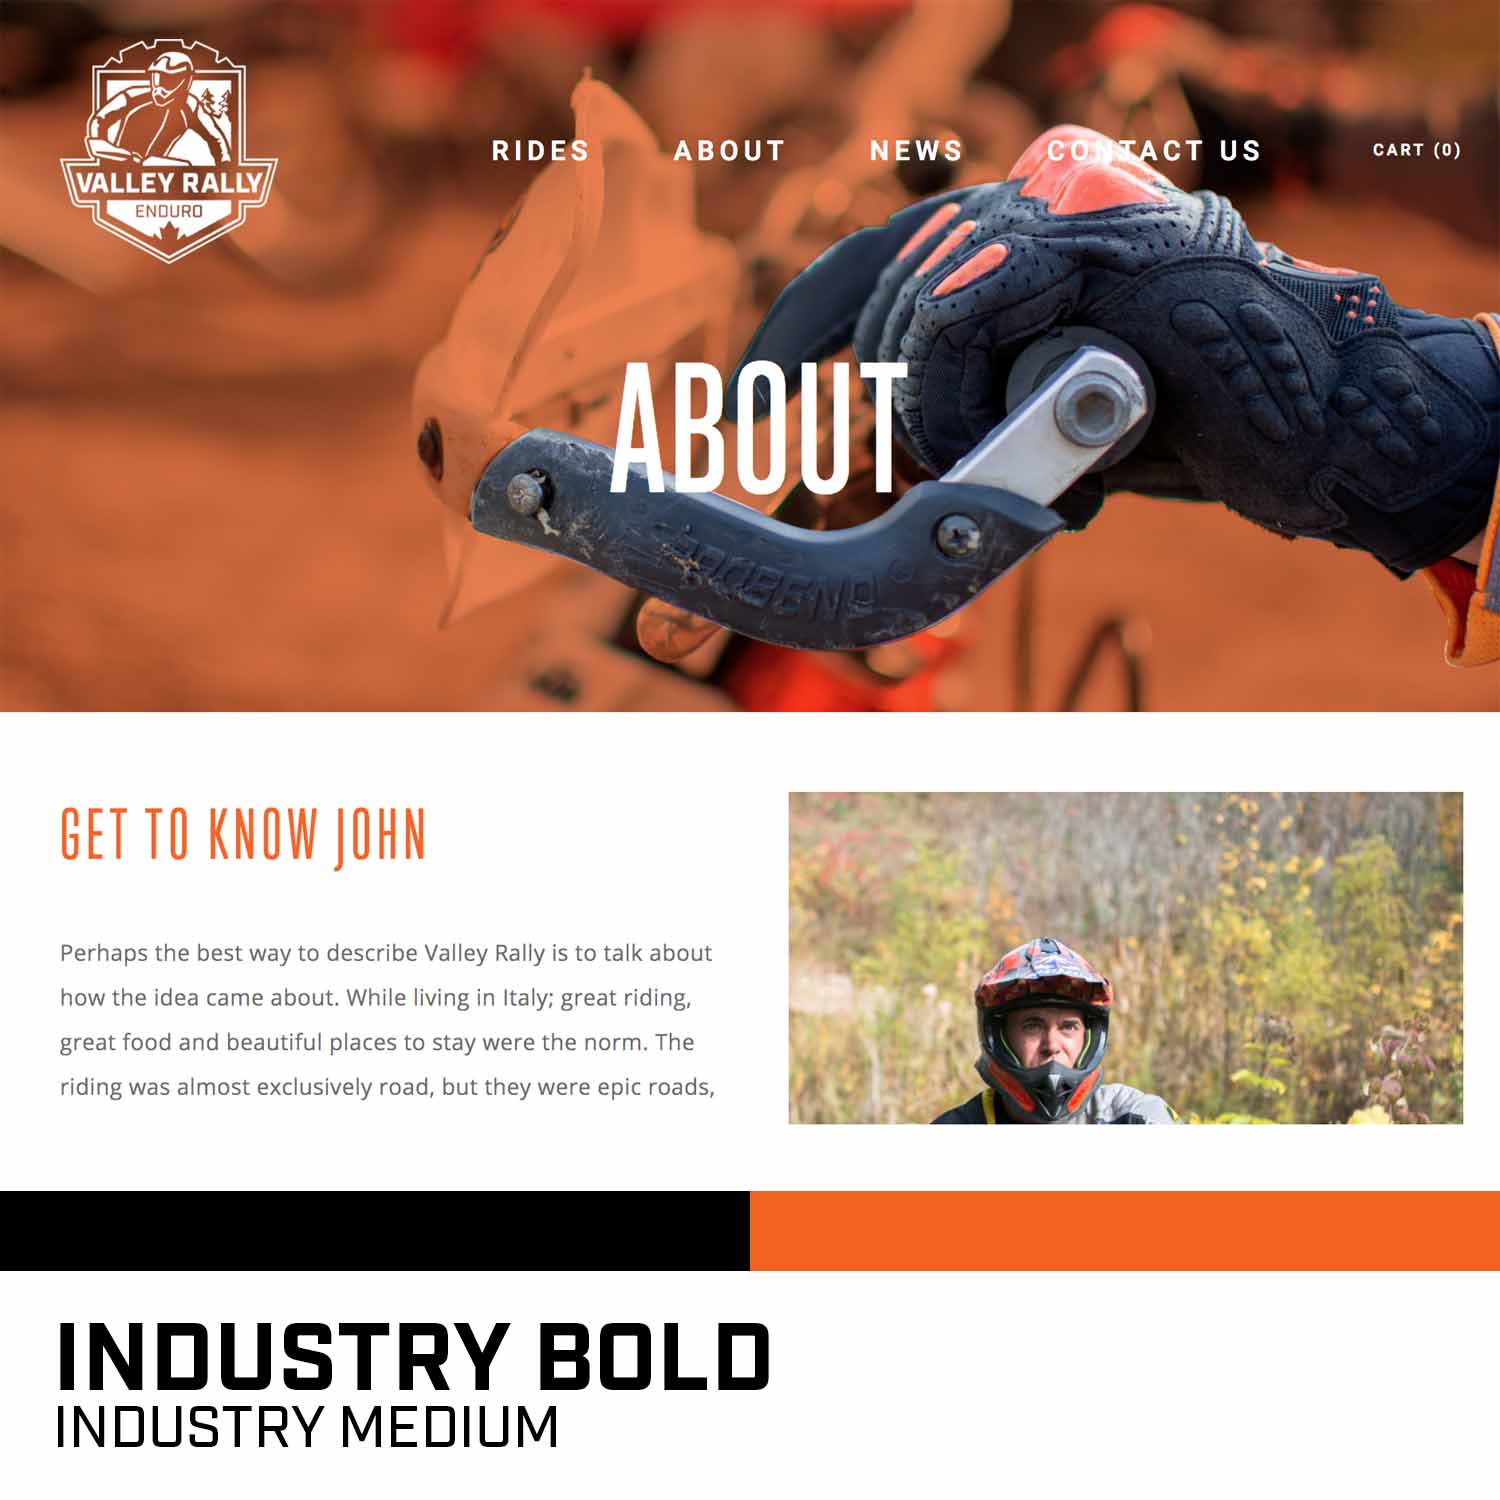 VALLEY RALLY
ENDURO
RIDES ABOUT NEWS CONTACT US CART (0)
ABOUT
GET TO KNOW JOHN
Perhaps the best way to describe Valley Rally is to talk about
how the idea came about. While living in Italy; great riding,
great food and beautiful places to stay were the norm. The
riding was almost exclusively road, but they were epic roads,
INDUSTRY BOLD
INDUSTRY MEDIUM